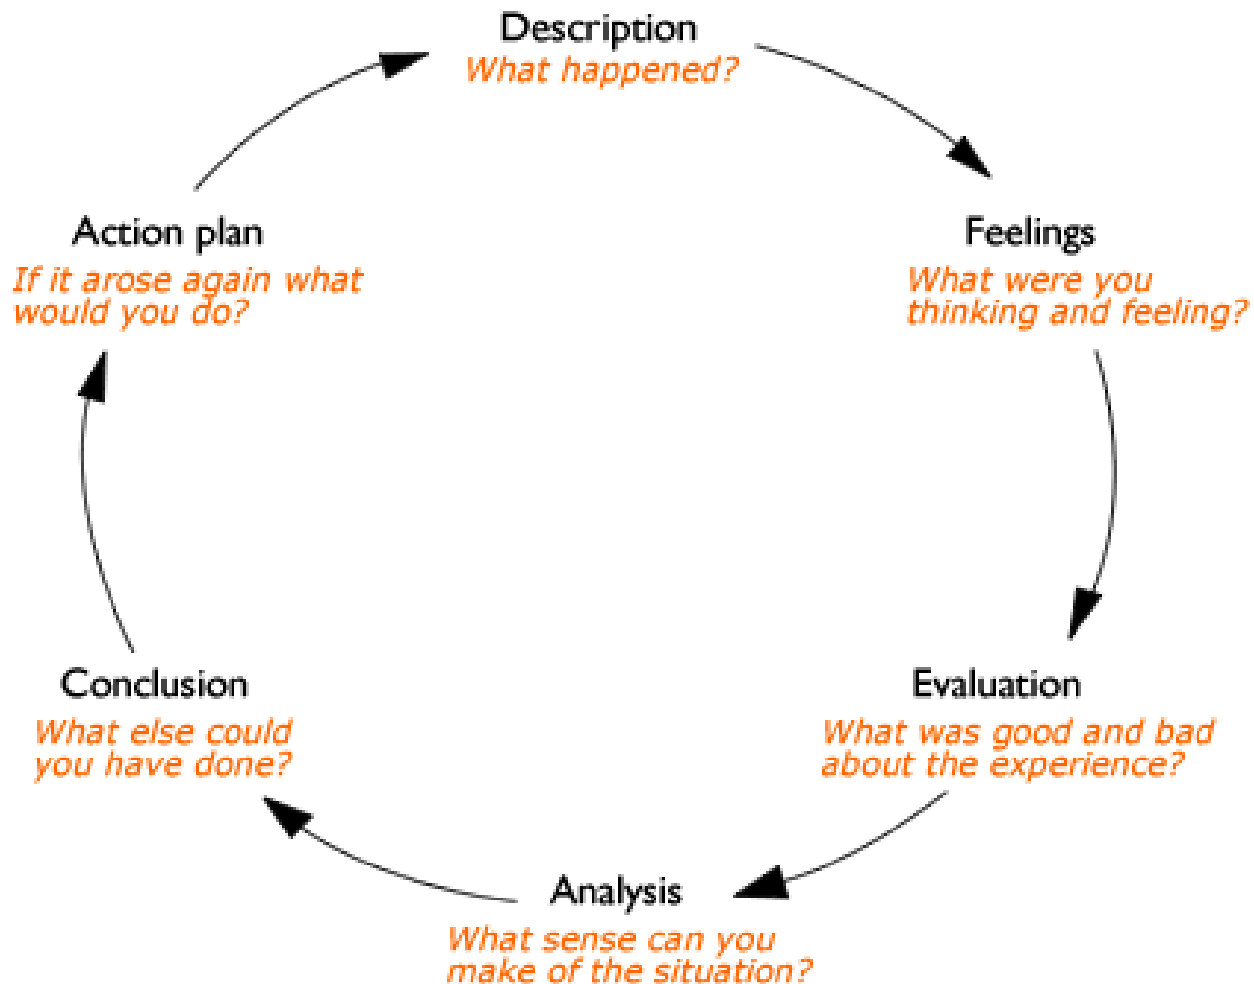 Description
What happened?
Feelings
What were you
thinking and feeling?
Evaluation
What was good and bad
about the experience?
Analysis
What sense can you
make of the situation?
Conclusion
What else could
you have done?
Action plan
If it arose again what
would you do?